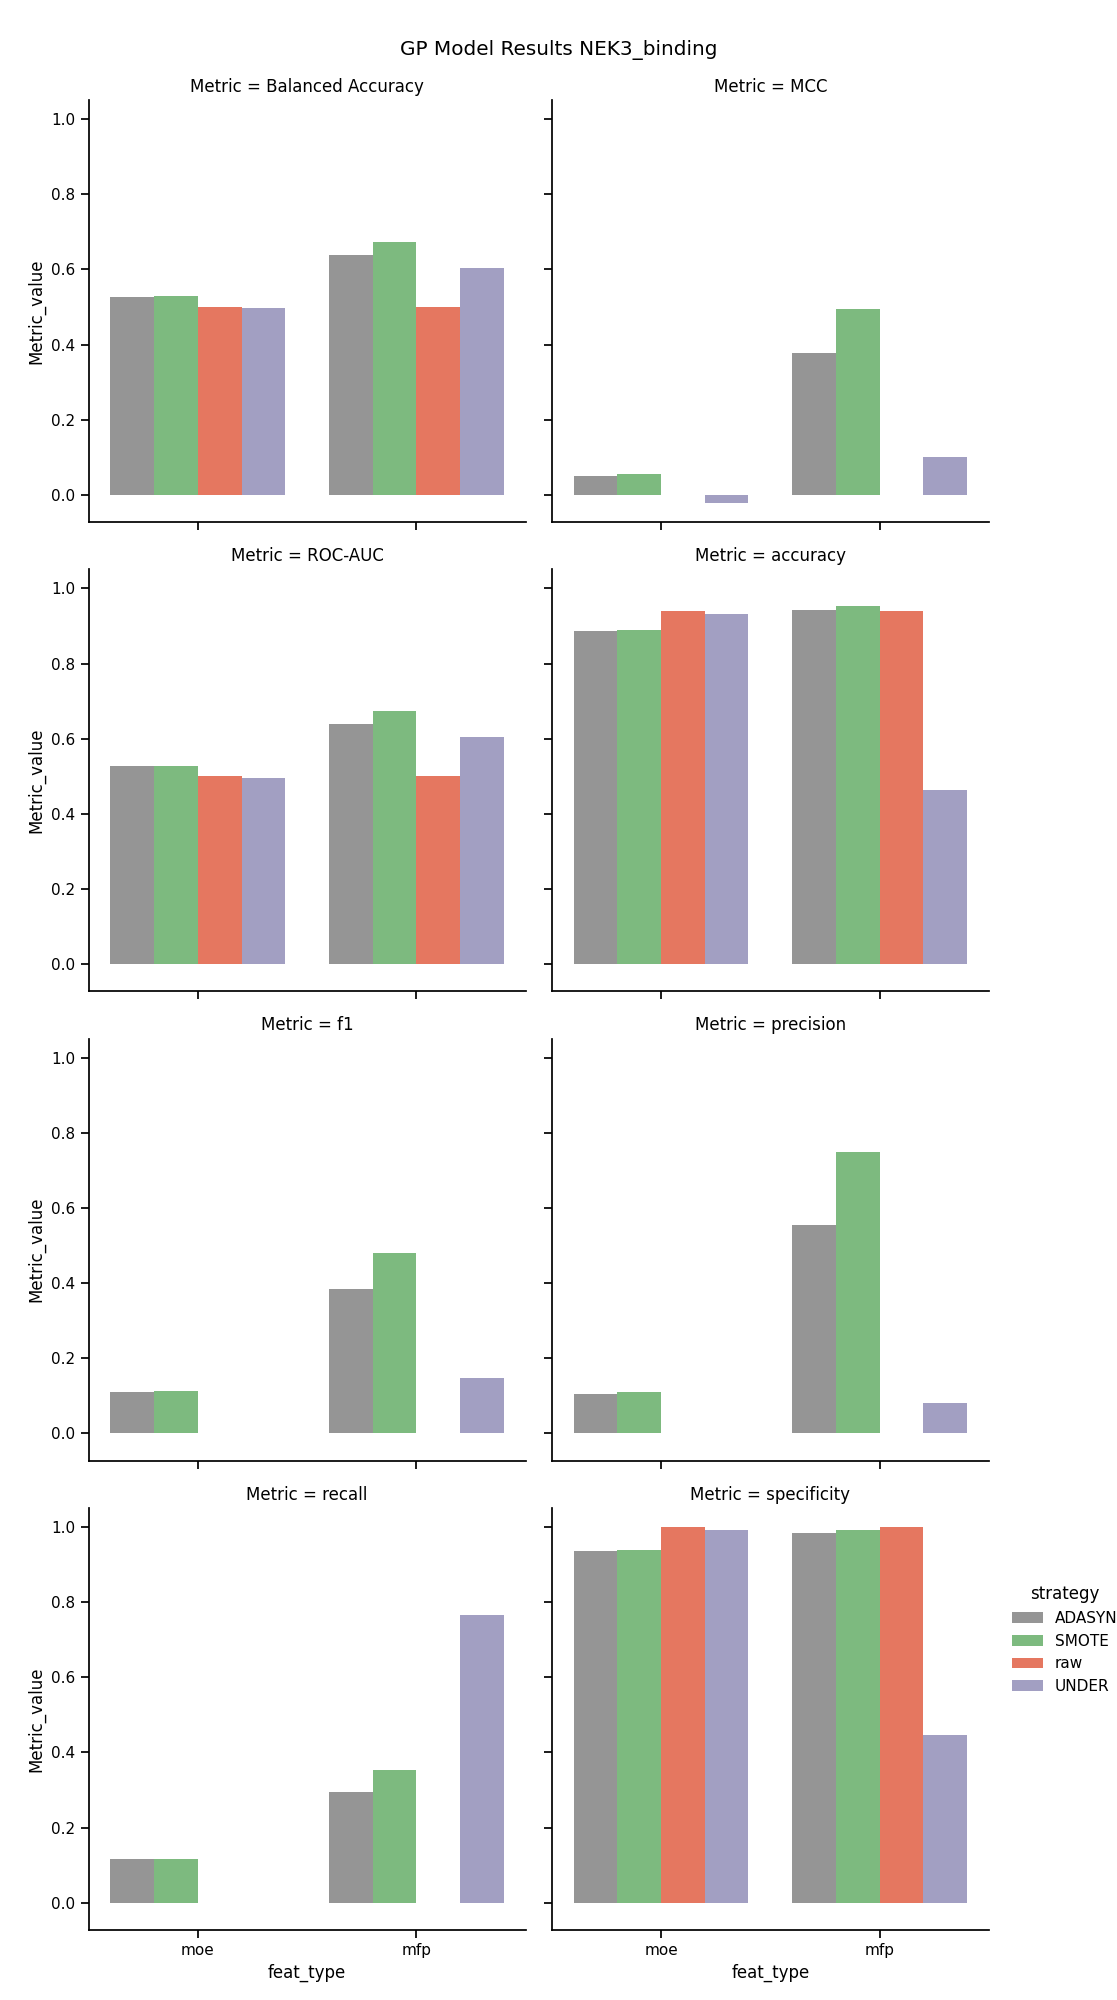 GP Model Results NEK3_binding
Metric = Balanced Accuracy
Metric = MCC
1.0
0.8
0.6
0.4
0.2
0.0
Metric_value
Metric = ROC-AUC
Metric = accuracy
1.0
0.8
0.6
0.4
0.2
0.0
Metric_value
Metric = f1
Metric = precision
1.0
0.8
0.6
0.4
0.2
0.0
Metric_value
Metric = recall
Metric = specificity
1.0
0.8
0.6
0.4
0.2
0.0
Metric_value
moe
mfp
feat_type
moe
mfp
feat_type
strategy
ADASYN
SMOTE
raw
UNDER